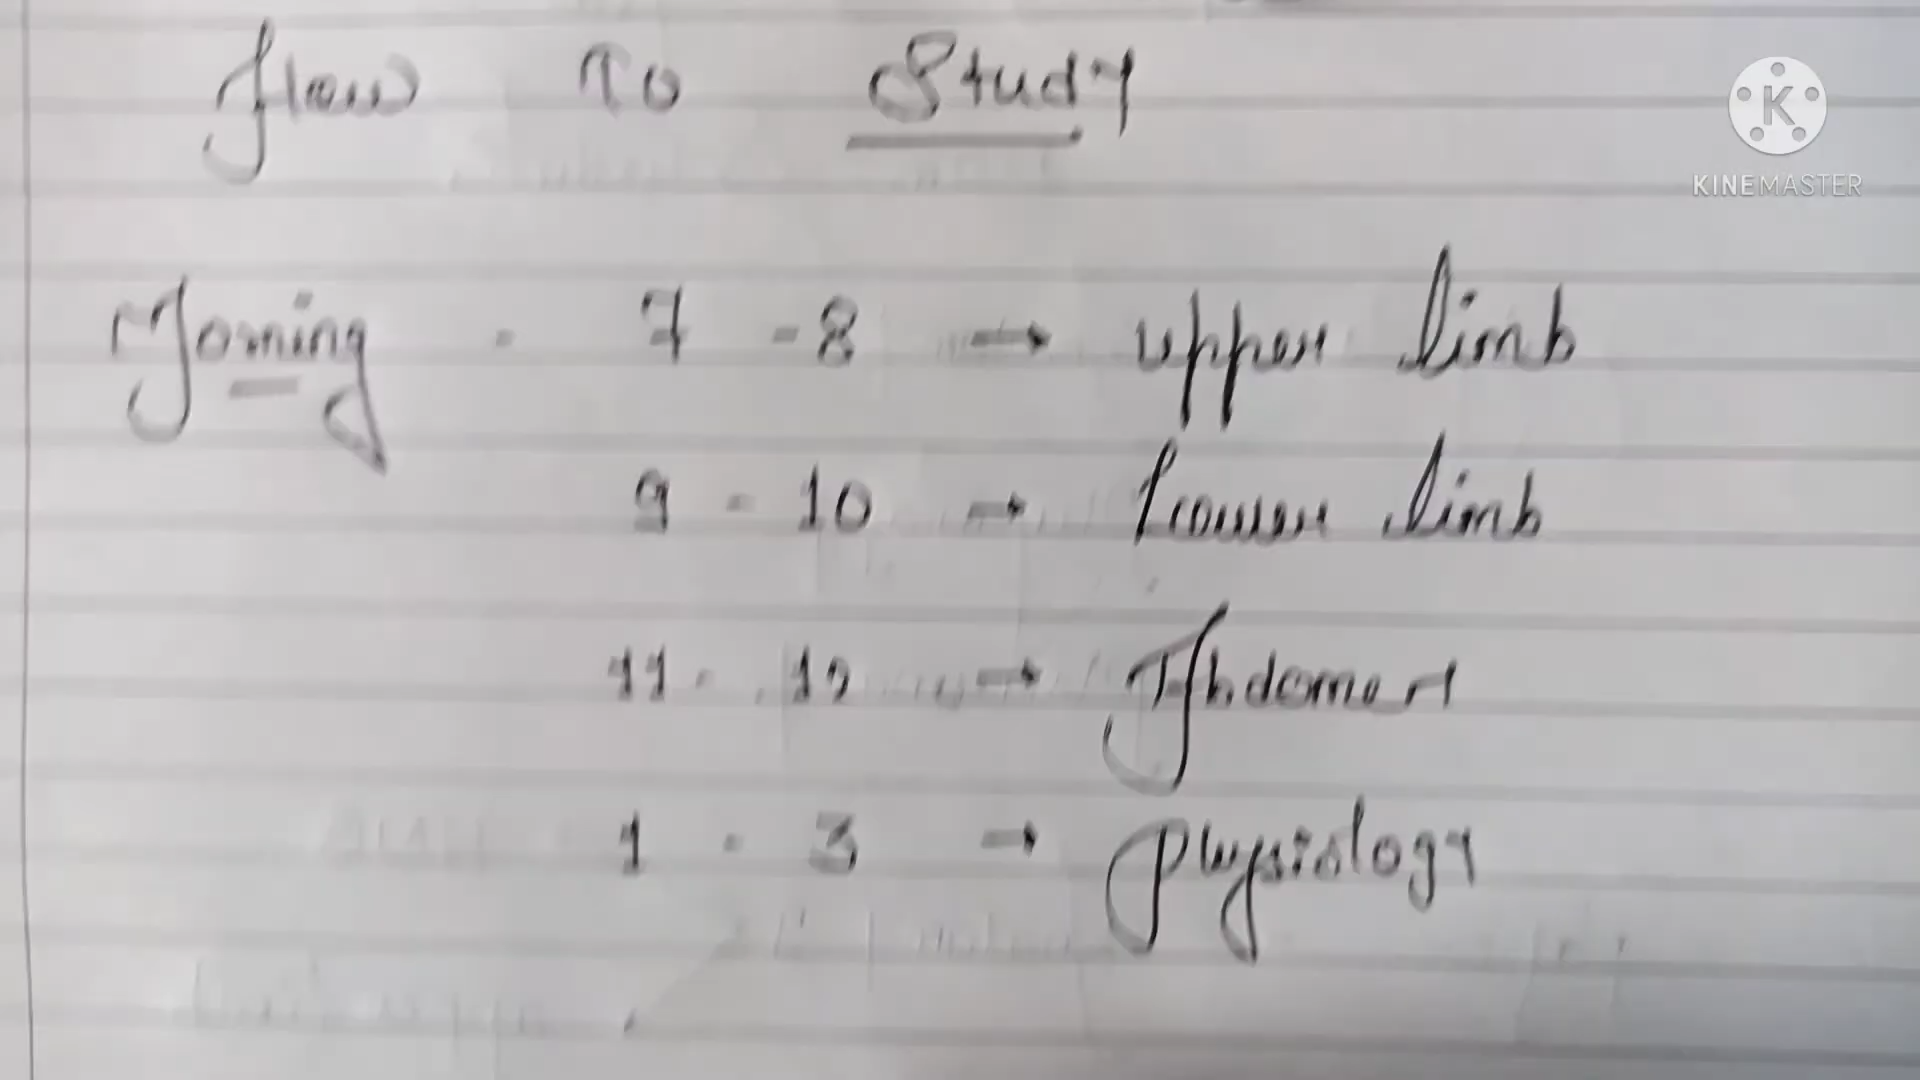 How To Study
K
KINEMASTER
Morning - 7 - 8 → upper limb
9 - 10 → Lower limb
11 - 12 → Abdomen
1 - 3 → physiology